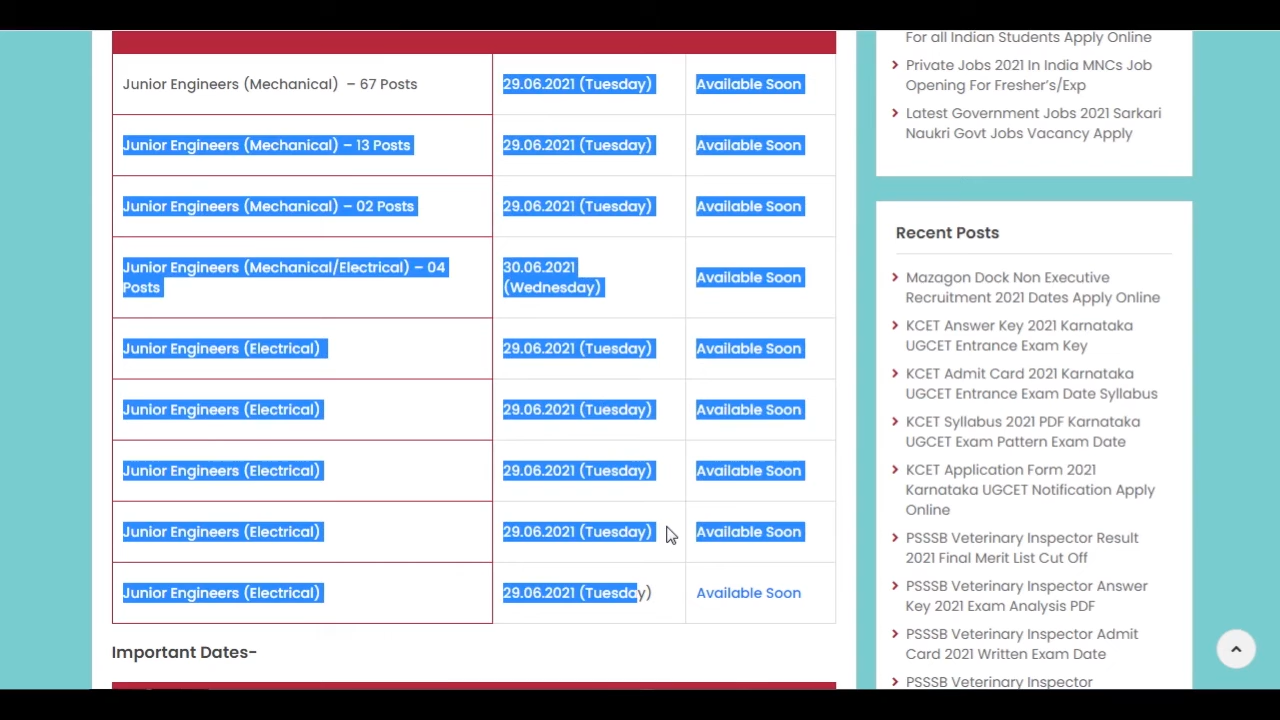 Junior Engineers (Mechanical) – 67 Posts 29.06.2021 (Tuesday) Available Soon
Junior Engineers (Mechanical) – 13 Posts 29.06.2021 (Tuesday) Available Soon
Junior Engineers (Mechanical) – 02 Posts 29.06.2021 (Tuesday) Available Soon
Junior Engineers (Mechanical/Electrical) – 04
Posts
30.06.2021
(Wednesday)
Available Soon
Junior Engineers (Electrical) 29.06.2021 (Tuesday) Available Soon
Junior Engineers (Electrical) 29.06.2021 (Tuesday) Available Soon
Junior Engineers (Electrical) 29.06.2021 (Tuesday) Available Soon
Junior Engineers (Electrical) 29.06.2021 (Tuesday) Available Soon
Junior Engineers (Electrical) 29.06.2021 (Tuesday) Available Soon
Important Dates-
For all Indian Students Apply Online
Private Jobs 2021 In India MNCs Job
Opening For Fresher's/Exp
Latest Government Jobs 2021 Sarkari
Naukri Govt Jobs Vacancy Apply
Recent Posts
Mazagon Dock Non Executive
Recruitment 2021 Dates Apply Online
KCET Answer Key 2021 Karnataka
UGCET Entrance Exam Key
KCET Admit Card 2021 Karnataka
UGCET Entrance Exam Date Syllabus
KCET Syllabus 2021 PDF Karnataka
UGCET Exam Pattern Exam Date
KCET Application Form 2021
Karnataka UGCET Notification Apply
Online
PSSSB Veterinary Inspector Result
2021 Final Merit List Cut Off
PSSSB Veterinary Inspector Answer
Key 2021 Exam Analysis PDF
PSSSB Veterinary Inspector Admit
Card 2021 Written Exam Date
PSSSB Veterinary Inspector